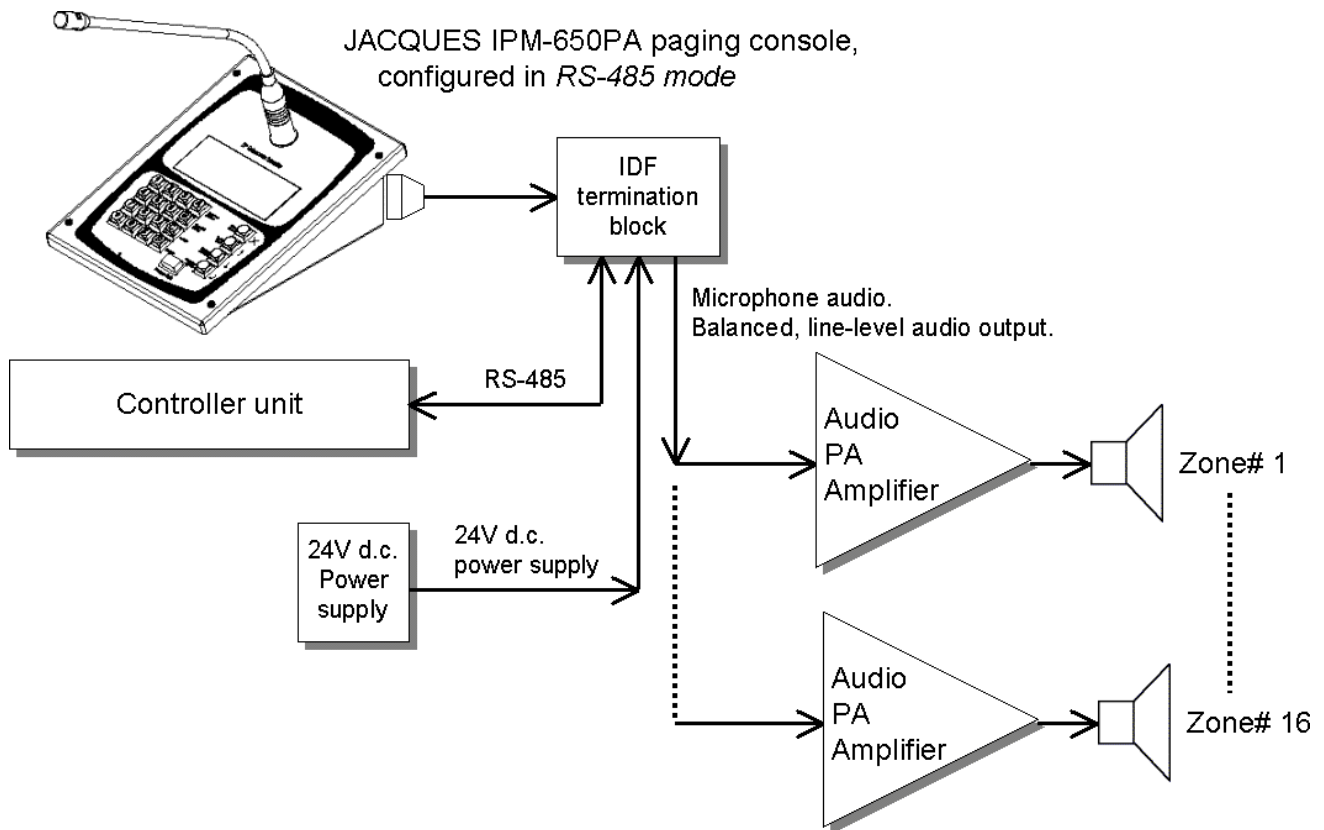 JACQUES IPM-650PA paging console,
configured in RS-485 mode
IDF
termination
block
Microphone audio.
Balanced, line-level audio output.
RS-485
Controller unit
Audio
PA
Amplifier
Zone# 1
24V d.c.
Power
supply
24V d.c.
power supply
Audio
PA
Amplifier
Zone# 16